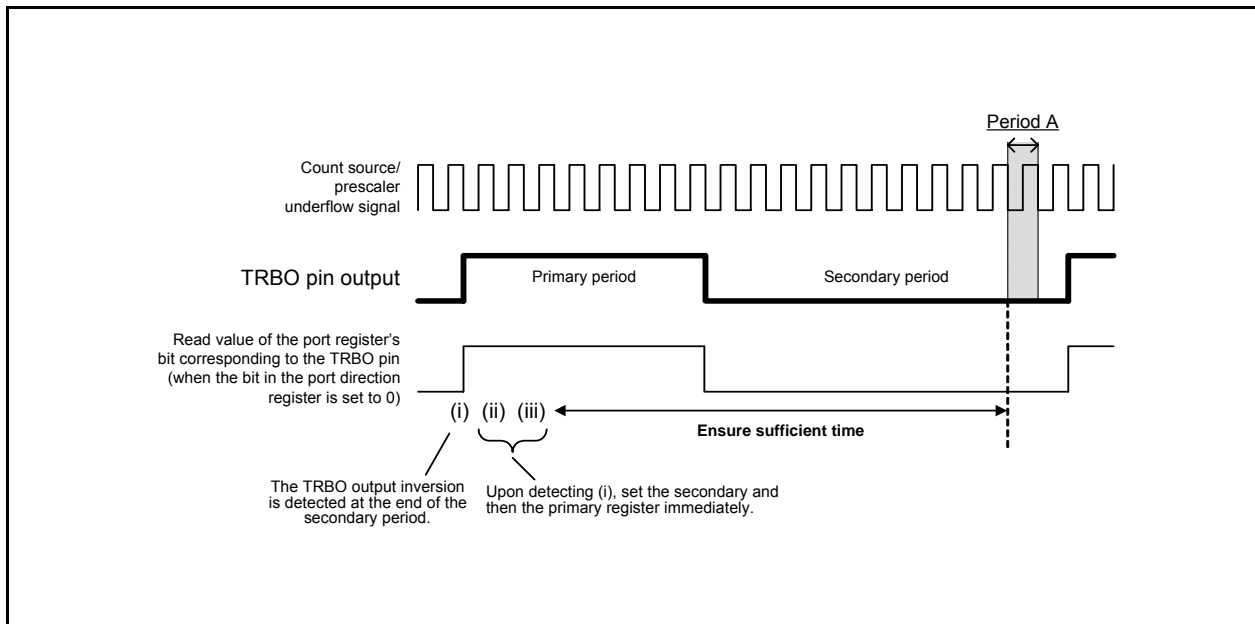 Period A
Count source/
prescaler
underflow signal
TRBO pin output
Primary period
Secondary period
Read value of the port register's
bit corresponding to the TRBO pin
(when the bit in the port direction
register is set to 0)
(i) (ii) (iii)
Ensure sufficient time
The TRBO output inversion
is detected at the end of the
secondary period.
Upon detecting (i), set the secondary and
then the primary register immediately.